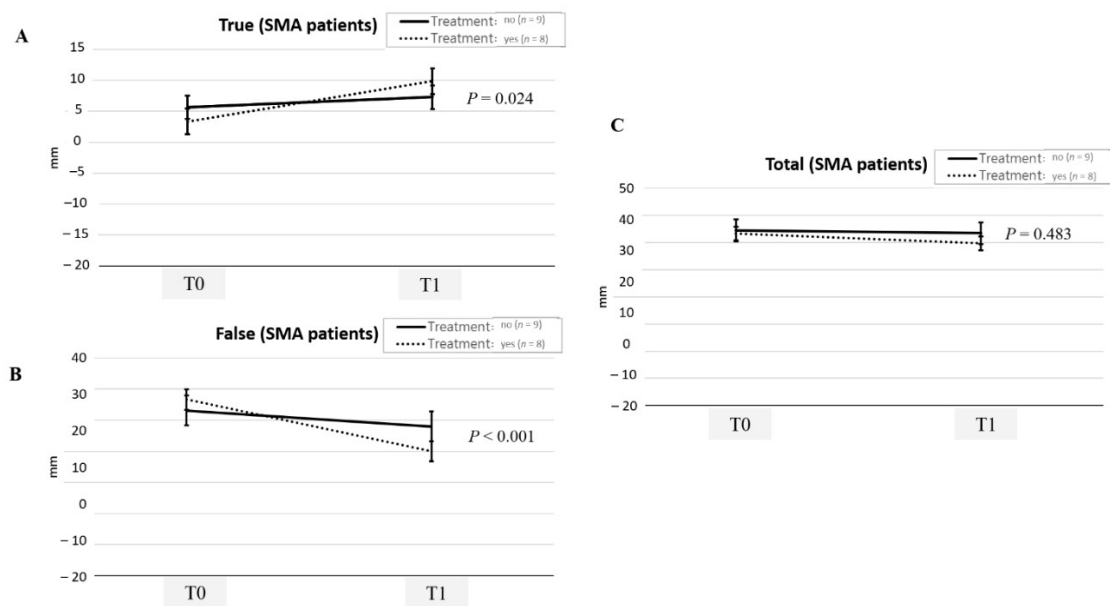 A
True (SMA patients)
Treatment: no (n = 9)
Treatment: yes (n = 8)
15
10
5
0
– 5
– 10
– 15
– 20
mm
P = 0.024
T0
T1
B
False (SMA patients)
Treatment: no (n = 9)
Treatment: yes (n = 8)
40
30
20
10
0
– 10
– 20
mm
P < 0.001
T0
T1
C
Total (SMA patients)
Treatment: no (n = 9)
Treatment: yes (n = 8)
50
40
30
20
20
0
– 10
– 20
mm
P = 0.483
T0
T1